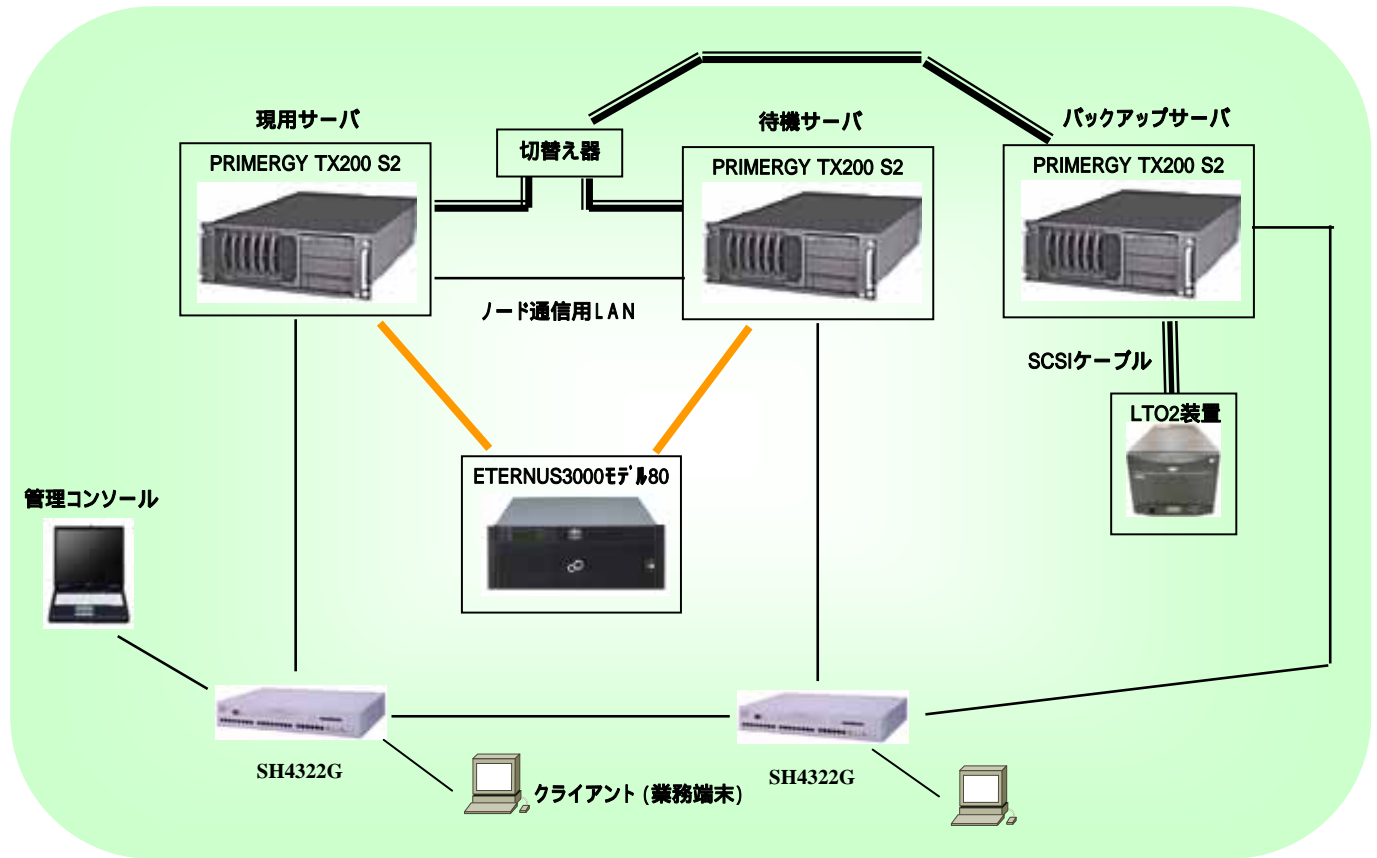 現用サーバ
PRIMERGY TX200 S2
切替え器
待機サーバ
PRIMERGY TX200 S2
バックアップサーバ
PRIMERGY TX200 S2
ノード通信用LAN
SCSIケーブル
LTO2装置
ETERNUS3000モデル80
管理コンソール
SH4322G
クライアント(業務端末)
SH4322G